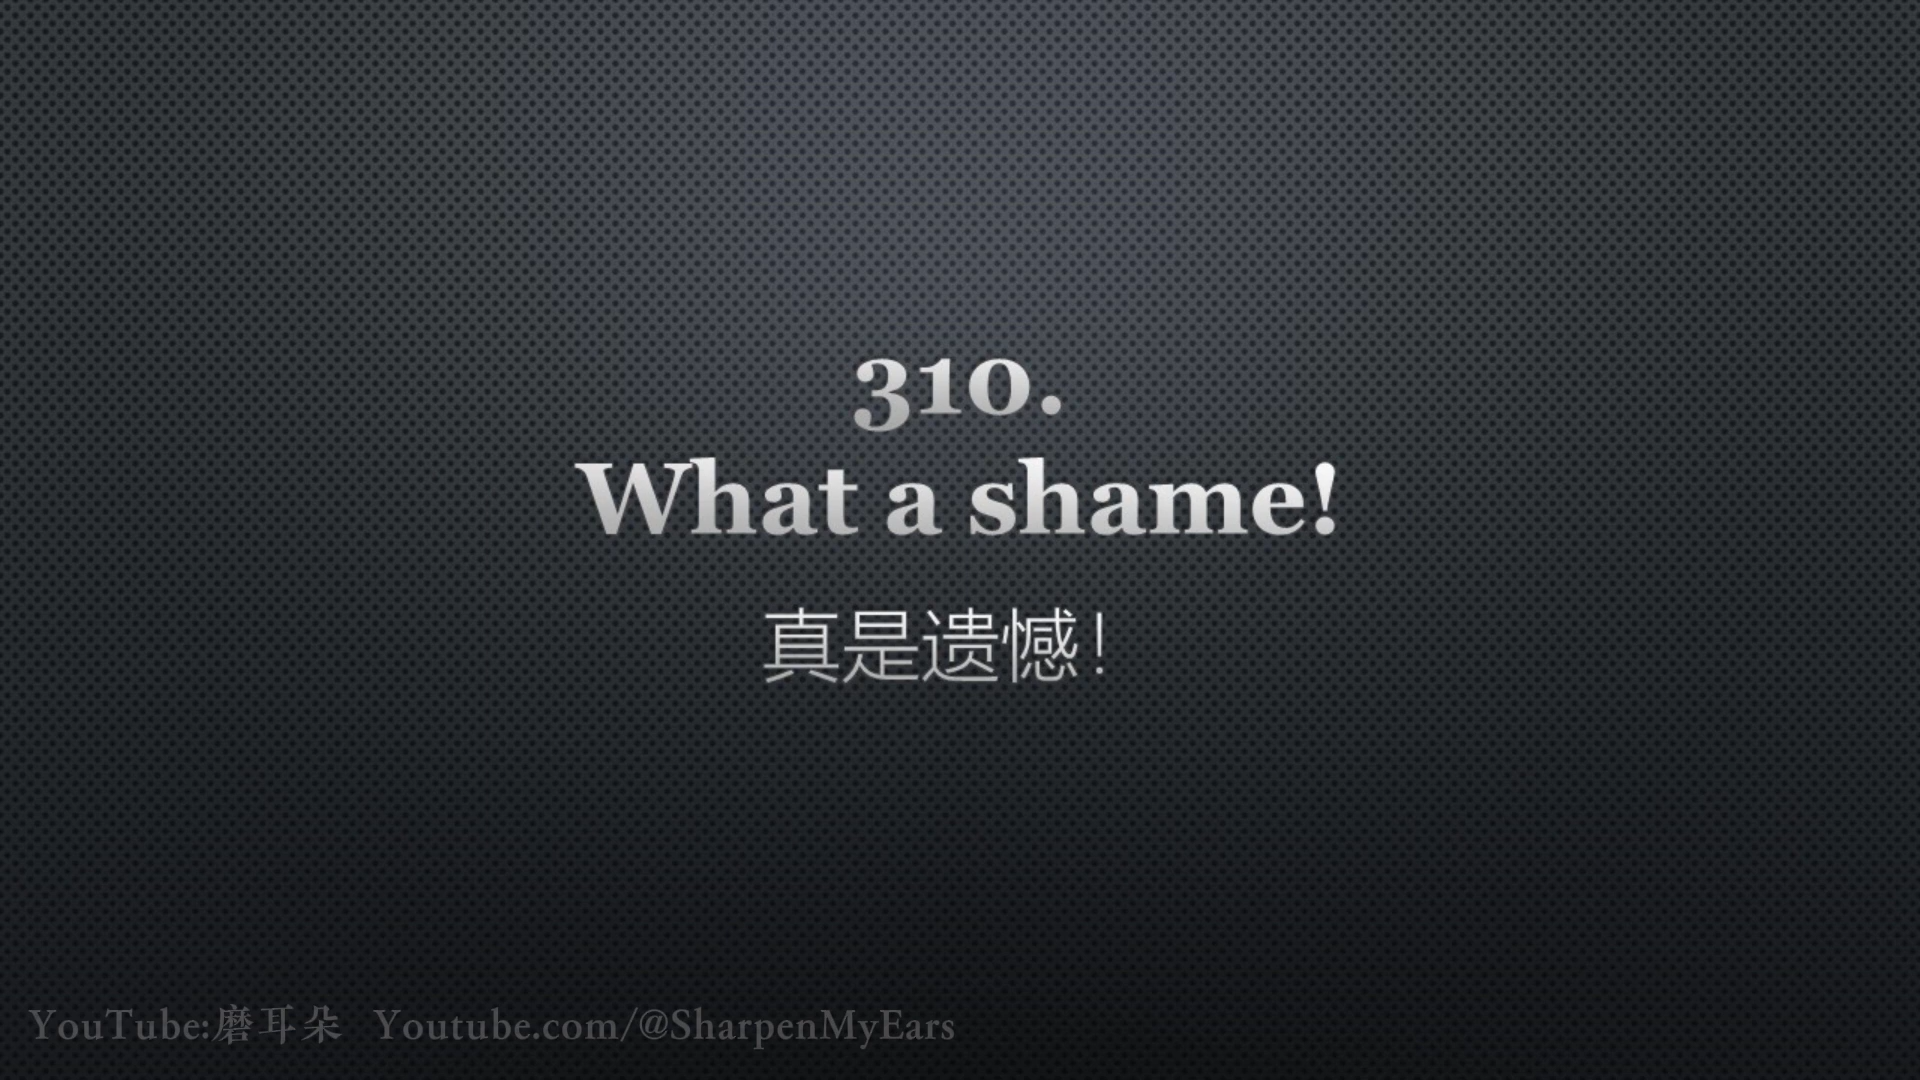 310.
What a shame!
真是遗憾！
YouTube:磨耳朵 Youtube.com/@SharpenMyEars